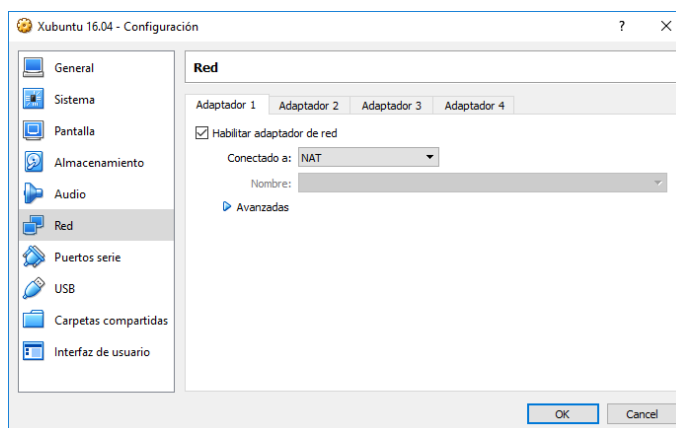 Xubuntu 16.04 - Configuración
?
General
Sistema
Pantalla
Almacenamiento
Audio
Red
Puertos serie
USB
Carpetas compartidas
Interfaz de usuario
Red
Adaptador 1 Adaptador 2 Adaptador 3 Adaptador 4
Habilitar adaptador de red
Conectado a: NAT
Nombre:
Avanzadas
OK Cancel